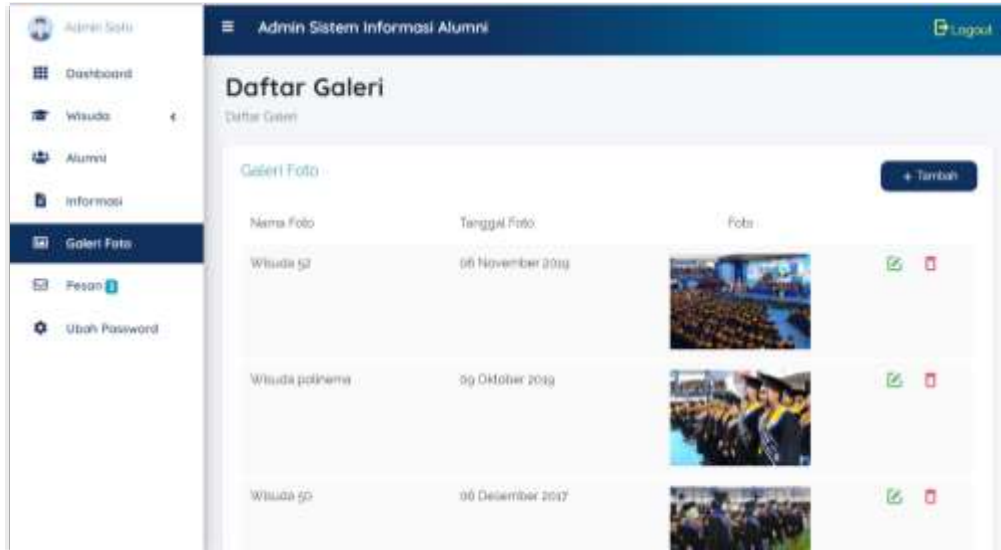 Admin Sisfo
Dashboard
Wisuda
Alumni
Informasi
Galeri Foto
Pesan
Ubah Password
Admin Sistem Informasi Alumni
Logout
Daftar Galeri
Daftar Galeri
Galeri Foto
+ Tambah
Nama Foto Tanggal Foto Foto
Wisuda 52 06 November 2019
Wisuda polinema 09 Oktober 2019
Wisuda 50 06 Desember 2017